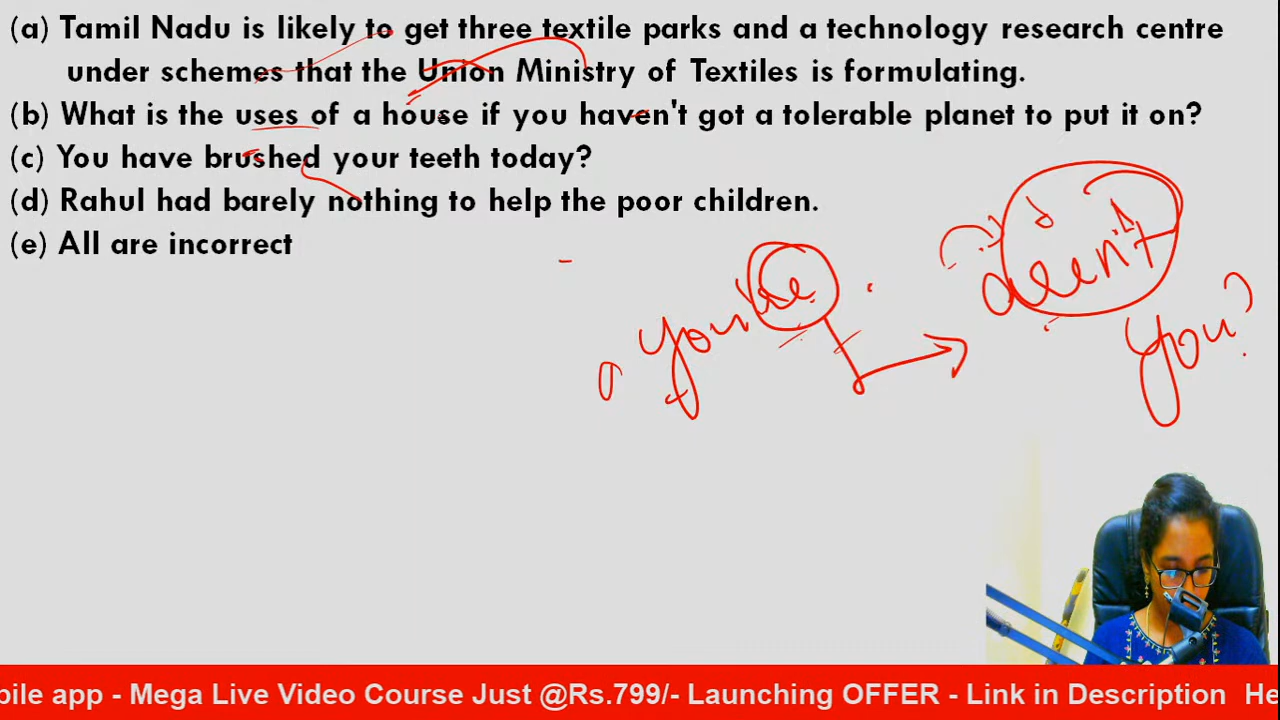 (a) Tamil Nadu is likely to get three textile parks and a technology research centre
under schemes that the Union Ministry of Textiles is formulating.
(b) What is the uses of a house if you haven't got a tolerable planet to put it on?
(c) You have brushed your teeth today?
(d) Rahul had barely nothing to help the poor children.
(e) All are incorrect
you?
bile app - Mega Live Video Course Just @Rs.799/- Launching OFFER - Link in Description He